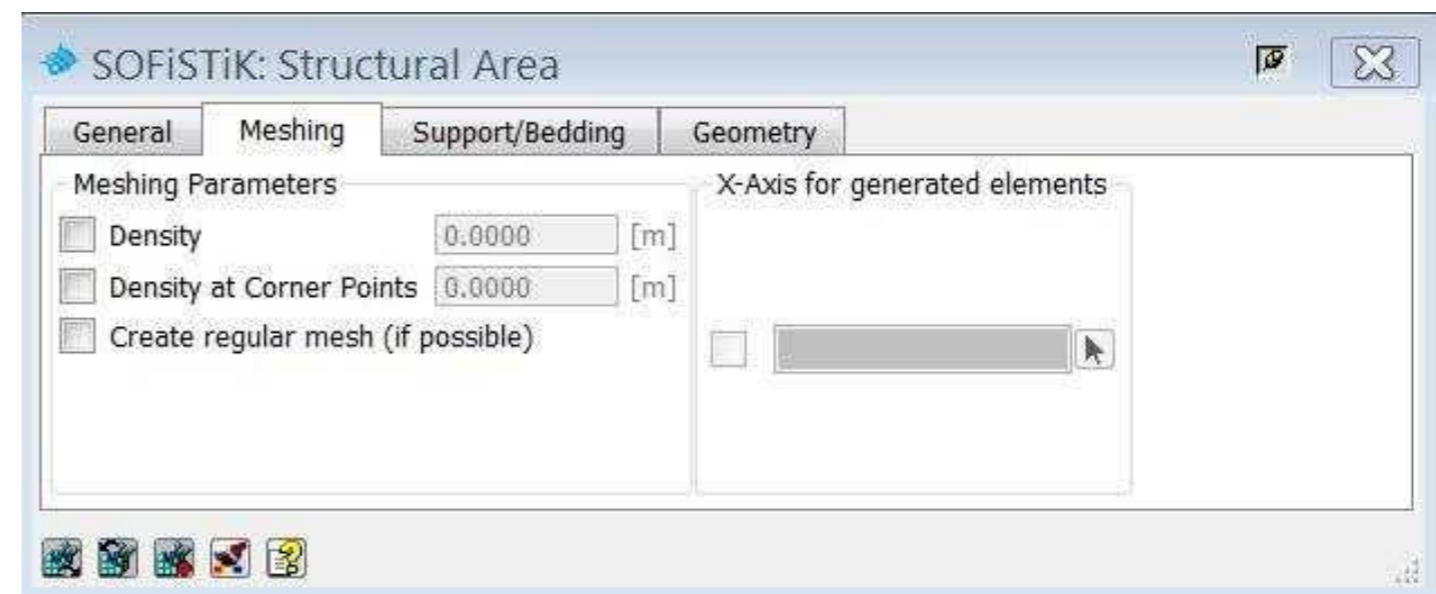 SOFiSTiK: Structural Area
General Meshing Support/Bedding Geometry
Meshing Parameters X-Axis for generated elements
Density 0.0000 [m]
Density at Corner Points 0.0000 [m]
Create regular mesh (if possible)